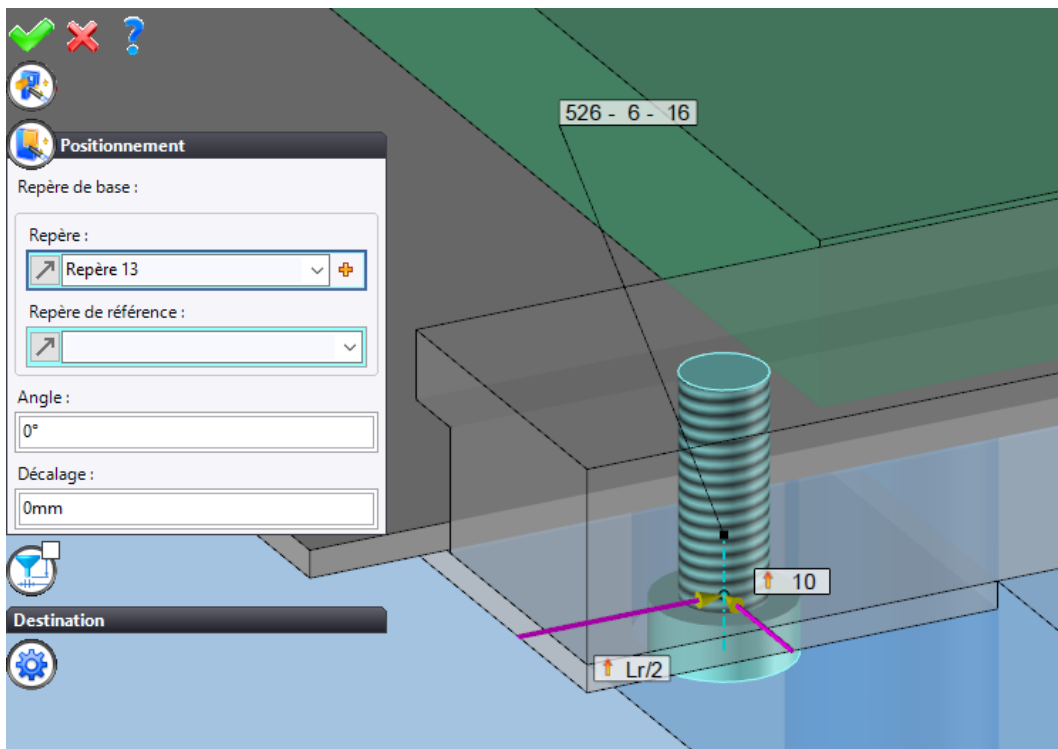 526 - 6 - 16
Positionnement
Repère de base :
Repère :
Repère 13
Repère de référence :
Angle :
0°
Décalage :
0mm
10
Lr/2
Destination